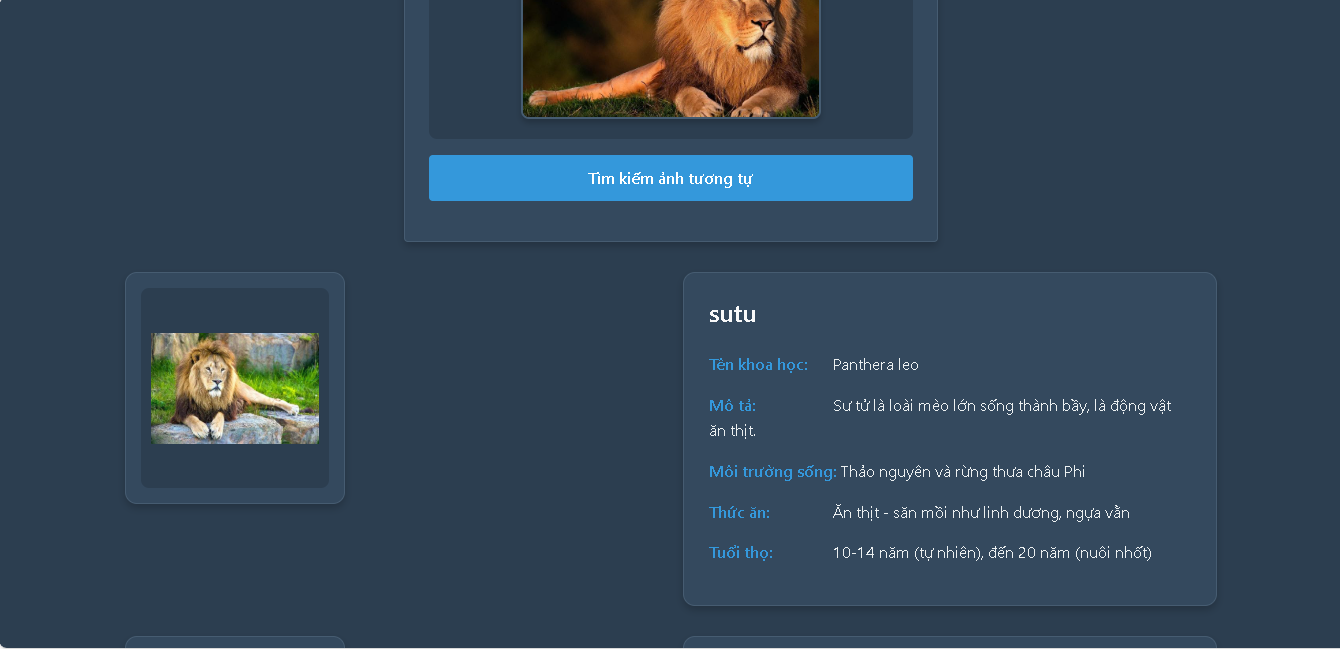 Tìm kiếm ảnh tương tự
sutu
Tên khoa học: Panthera leo
Mô tả: Sư tử là loài mèo lớn sống thành bầy, là động vật
ăn thịt.
Môi trường sống: Thảo nguyên và rừng thưa châu Phi
Thức ăn: Ăn thịt - săn mồi như linh dương, ngựa vằn
Tuổi thọ: 10-14 năm (tự nhiên), đến 20 năm (nuôi nhốt)